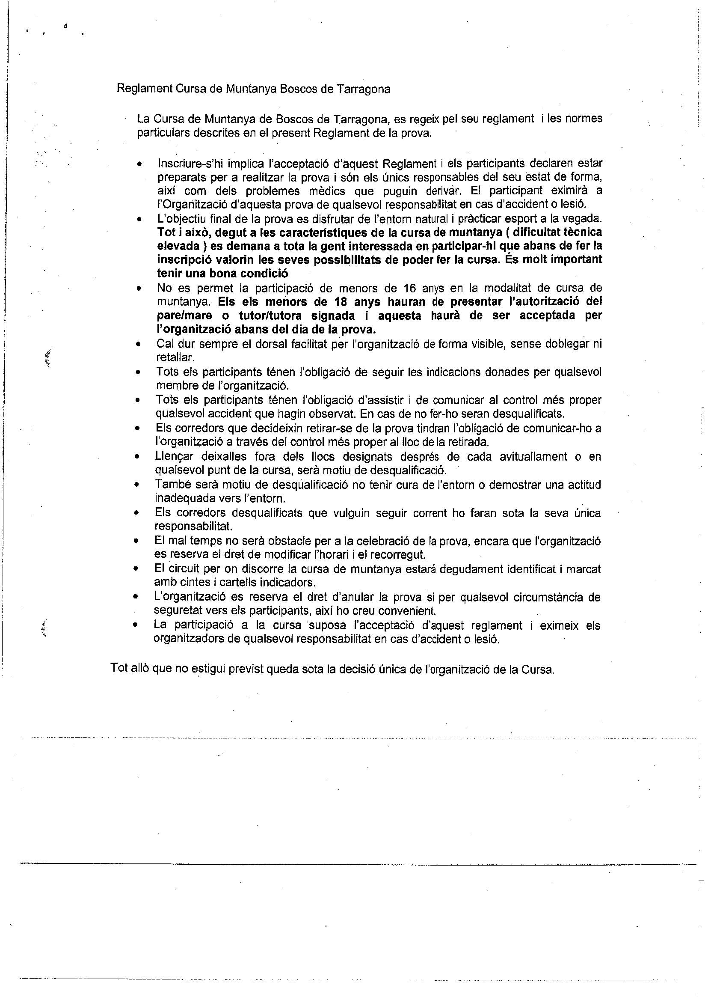 Reglament Cursa de Muntanya Boscos de Tarragona
La Cursa de Muntanya de Boscos de Tarragona, es regeix pel seu reglament i les normes
particulars descrites en el present Reglament de la prova.
• Inscriure-s'hi implica l'acceptació d'aquest Reglament i els participants declaren estar
preparats per a realitzar la prova i són els únics responsables del seu estat de forma,
així com dels problemes mèdics que puguin derivar. El participant eximirà a
l'Organització d'aquesta prova de qualsevol responsabilitat en cas d'accident o lesió.
• L'objectiu final de la prova es disfrutar de l'entorn natural i pràcticar esport a la vegada.
Tot i això, degut a les característiques de la cursa de muntanya ( dificultat tècnica
elevada ) es demana a tota la gent interessada en participar-hi que abans de fer la
inscripció valorin les seves possibilitats de poder fer la cursa. És molt important
tenir una bona condició
• No es permet la participació de menors de 16 anys en la modalitat de cursa de
muntanya. Els els menors de 18 anys hauran de presentar l'autorització del
pare/mare o tutor/tutora signada i aquesta haurà de ser acceptada per
l'organització abans del dia de la prova.
• Cal dur sempre el dorsal facilitat per l'organització de forma visible, sense doblegar ni
retallar.
• Tots els participants ténen l'obligació de seguir les indicacions donades per qualsevol
membre de l'organització.
• Tots els participants ténen l'obligació d'assistir i de comunicar al control més proper
qualsevol accident que hagin observat. En cas de no fer-ho seran desqualificats.
• Els corredors que decideixin retirar-se de la prova tindran l'obligació de comunicar-ho a
l'organització a través del control més proper al lloc de la retirada.
• Llençar deixalles fora dels llocs designats després de cada avituallament o en
qualsevol punt de la cursa, serà motiu de desqualificació.
• També serà motiu de desqualificació no tenir cura de l'entorn o demostrar una actitud
inadequada vers l'entorn.
• Els corredors desqualificats que vulguin seguir corrent ho faran sota la seva única
responsabilitat.
• El mal temps no serà obstacle per a la celebració de la prova, encara que l'organització
es reserva el dret de modificar l'horari i el recorregut.
• El circuit per on discorre la cursa de muntanya estará degudament identificat i marcat
amb cintes i cartells indicadors.
• L'organització es reserva el dret d'anular la prova si per qualsevol circumstància de
seguretat vers els participants, així ho creu convenient.
• La participació a la cursa suposa l'acceptació d'aquest reglament i eximeix els
organitzadors de qualsevol responsabilitat en cas d'accident o lesió.
Tot allò que no estigui previst queda sota la decisió única de l'organització de la Cursa.